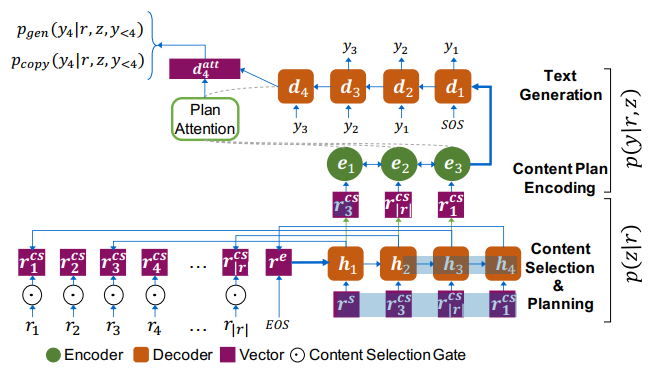 p_{gen}(y_4|r, z, y_{<4})
p_{copy}(y_4|r, z, y_{<4})
d_4^{att}
y_3 y_2 y_1
d_4 d_3 d_2 d_1
y_3 y_2 y_1 SOS
Text
Generation
Plan
Attention
p(y|r, z)
e_1 e_2 e_3
Content Plan
Encoding
r_3^{cs} r_{|r|}^{cs} r_1^{cs}
r_1^{cs} r_2^{cs} r_3^{cs} r_4^{cs} ... r_{|r|}^{cs} r^e
h_1 h_2 h_3 h_4
Content
Selection
&
Planning
p(z|r)
r^s r_3^{cs} r_{|r|}^{cs} r_1^{cs}
r_1 r_2 r_3 r_4 ... r_{|r|} EOS
Encoder Decoder Vector Content Selection Gate